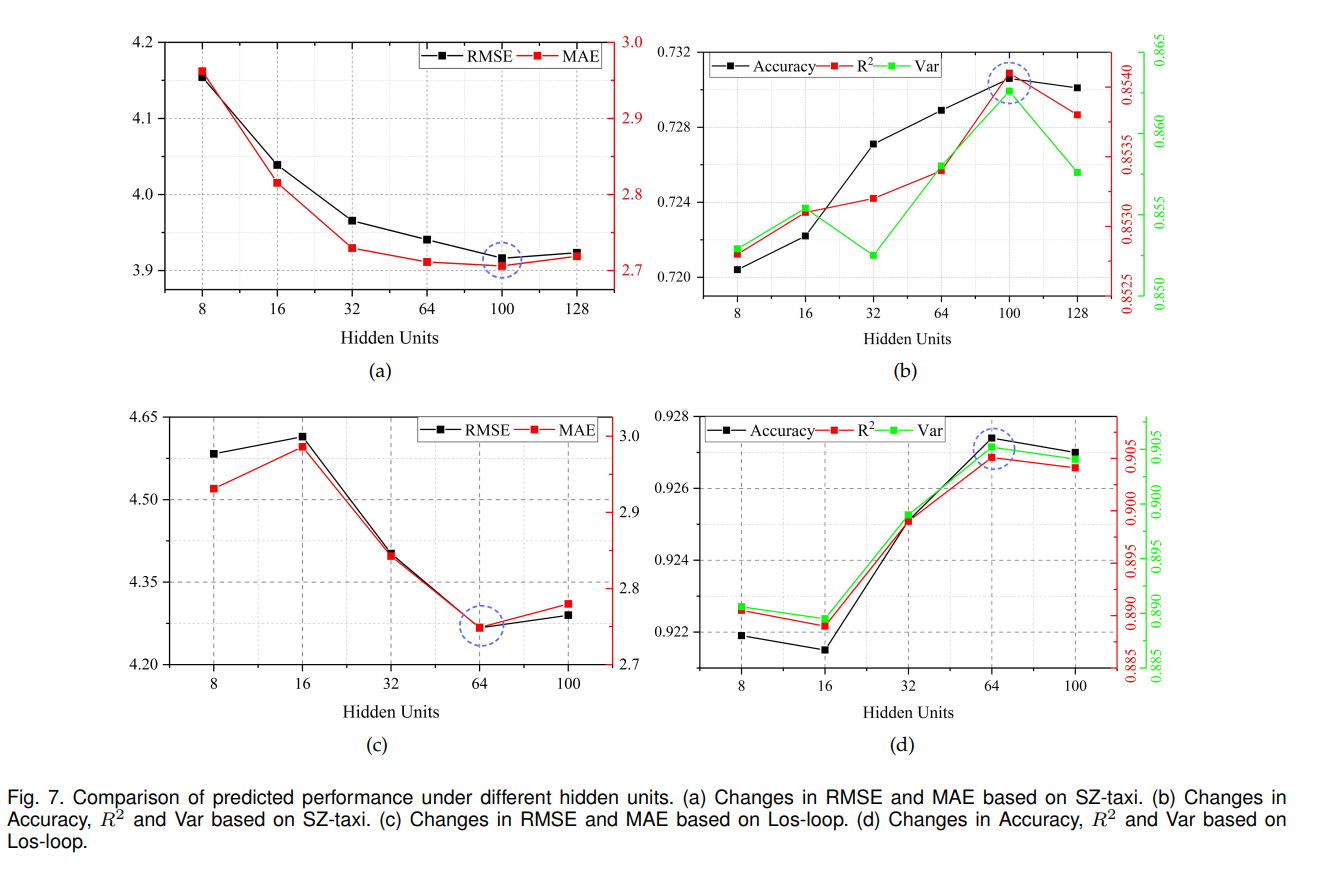 4.2
4.1
4.0
3.9
RMSE MAE
3.0
2.9
2.8
2.7
8 16 32 64 100 128
Hidden Units
(a)
0.732
0.728
0.724
0.720
Accuracy R² Var
0.8540
0.8535
0.8530
0.8525
0.865
0.860
0.855
0.850
8 16 32 64 100 128
Hidden Units
(b)
4.65
4.50
4.35
4.20
RMSE MAE
3.0
2.9
2.8
2.7
8 16 32 64 100
Hidden Units
(c)
0.928
0.926
0.924
0.922
Accuracy R² Var
0.905
0.900
0.895
0.890
0.885
0.905
0.900
0.895
0.890
0.885
8 16 32 64 100
Hidden Units
(d)
Fig. 7. Comparison of predicted performance under different hidden units. (a) Changes in RMSE and MAE based on SZ-taxi. (b) Changes in
Accuracy, R² and Var based on SZ-taxi. (c) Changes in RMSE and MAE based on Los-loop. (d) Changes in Accuracy, R² and Var based on
Los-loop.